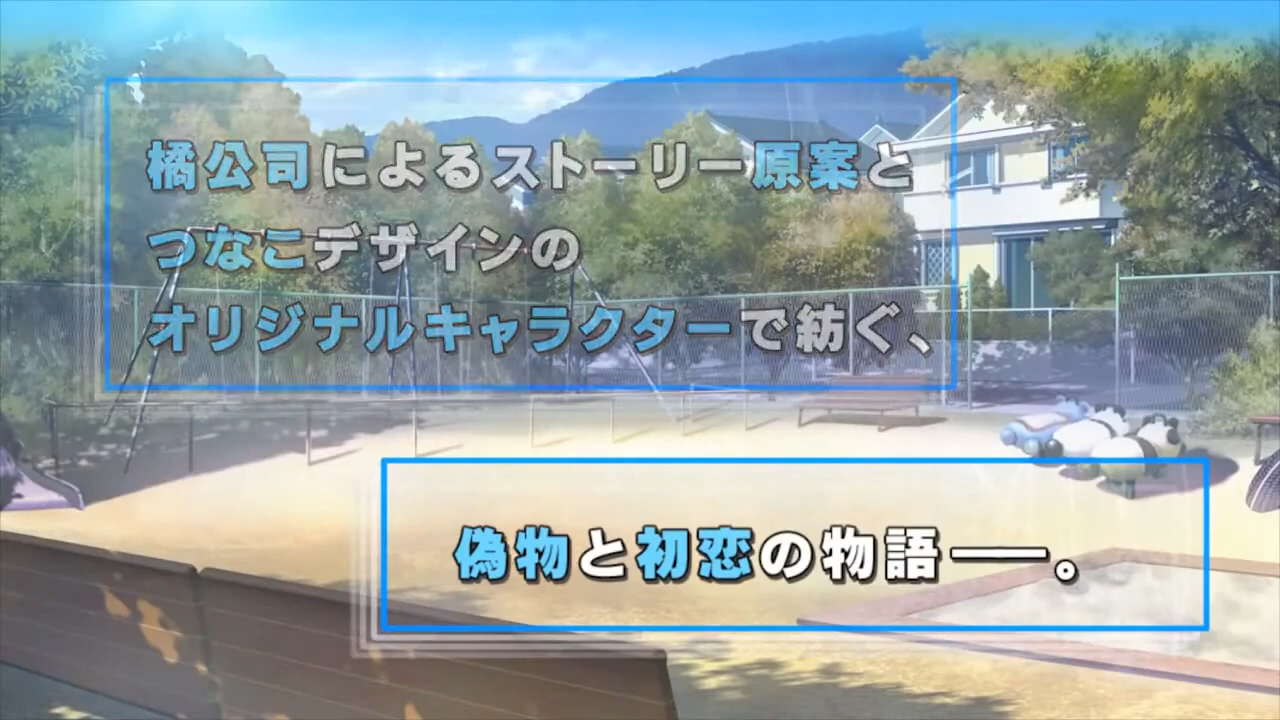 橘公司によるストーリー原案と
つなこデザインの
オリジナルキャラクターで紡ぐ、
偽物と初恋の物語――。